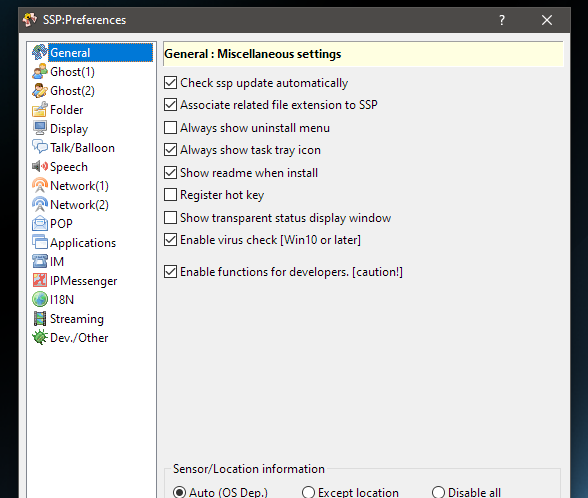 SSP:Preferences
General
Ghost(1)
Ghost(2)
Folder
Display
Talk/Balloon
Speech
Network(1)
Network(2)
POP
Applications
IM
IPMessenger
I18N
Streaming
Dev./Other
General : Miscellaneous settings
Check ssp update automatically
Associate related file extension to SSP
Always show uninstall menu
Always show task tray icon
Show readme when install
Register hot key
Show transparent status display window
Enable virus check [Win10 or later]
Enable functions for developers. [caution!]
Sensor/Location information
Auto (OS Dep.) Except location Disable all